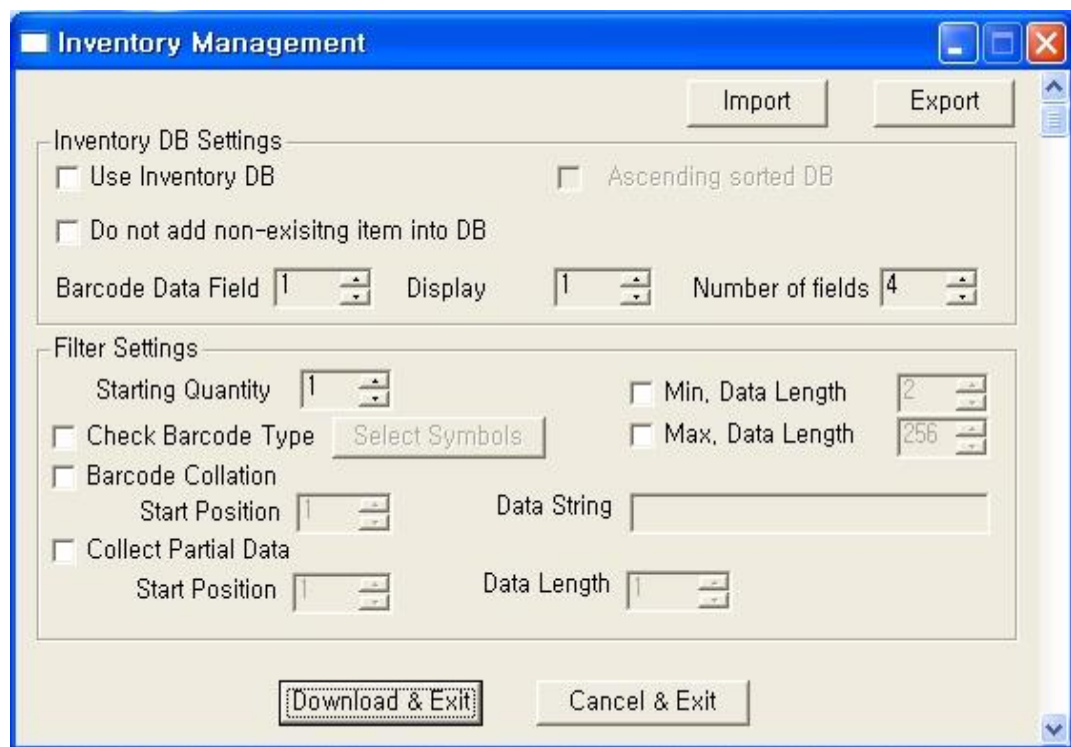 Inventory Management
Import Export
Inventory DB Settings
Use Inventory DB Ascending sorted DB
Do not add non-exisitng item into DB
Barcode Data Field 1 Display 1 Number of fields 4
Filter Settings
Starting Quantity 1 Min, Data Length 2
Check Barcode Type Select Symbols Max, Data Length 256
Barcode Collation
Start Position 1 Data String
Collect Partial Data
Start Position 1 Data Length 1
Download & Exit Cancel & Exit